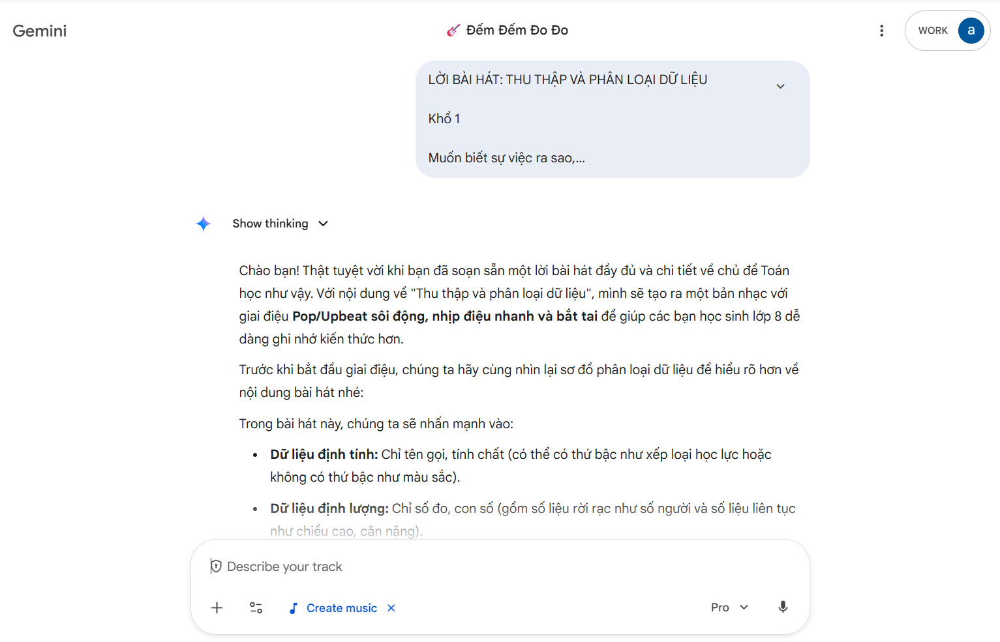 Gemini
Đếm Đếm Đo Đo
WORK
a
LỜI BÀI HÁT: THU THẬP VÀ PHÂN LOẠI DỮ LIỆU
Khổ 1
Muốn biết sự việc ra sao,...
Show thinking
Chào bạn! Thật tuyệt vời khi bạn đã soạn sẵn một lời bài hát đầy đủ và chi tiết về chủ đề Toán
học như vậy. Với nội dung về "Thu thập và phân loại dữ liệu", mình sẽ tạo ra một bản nhạc với
giai điệu Pop/Upbeat sôi động, nhịp điệu nhanh và bắt tai để giúp các bạn học sinh lớp 8 dễ
dàng ghi nhớ kiến thức hơn.
Trước khi bắt đầu giai điệu, chúng ta hãy cùng nhìn lại sơ đồ phân loại dữ liệu để hiểu rõ hơn về
nội dung bài hát nhé:
Trong bài hát này, chúng ta sẽ nhấn mạnh vào:
• Dữ liệu định tính: Chỉ tên gọi, tính chất (có thể có thứ bậc như xếp loại học lực hoặc
không có thứ bậc như màu sắc).
• Dữ liệu định lượng: Chỉ số đo, con số (gồm số liệu rời rạc như số người và số liệu liên tục
như chiều cao, cân nặng).
Describe your track
Create music
Pro